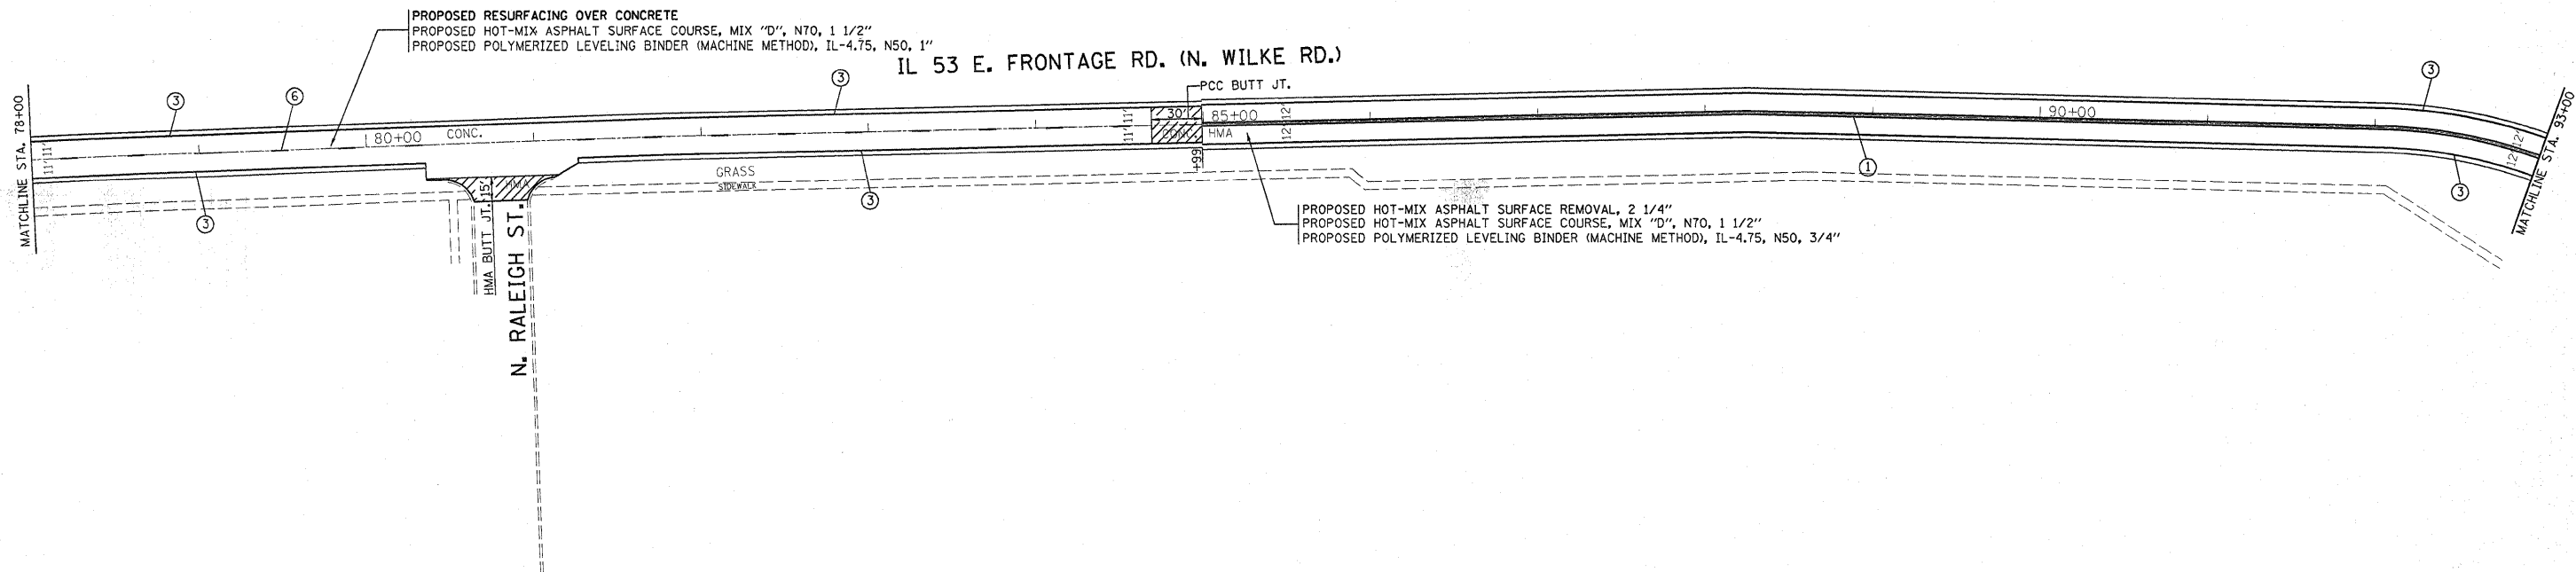 PROPOSED RESURFACING OVER CONCRETE
PROPOSED HOT-MIX ASPHALT SURFACE COURSE, MIX "D", N70, 1 1/2"
PROPOSED POLYMERIZED LEVELING BINDER (MACHINE METHOD), IL-4.75, N50, 1"
IL 53 E. FRONTAGE RD. (N. WILKE RD.)
MATCHLINE STA. 78+00
3
6
3
PCC BUTT JT.
3
11' 11'
80+00
CONC.
11' 11'
30'
CONC.
85+00
HMA
12' 12'
+99
90+00
12' 12'
MATCHLINE STA. 93+00
3
HMA
15'
HMA BUTT JT.
N. RALEIGH ST.
GRASS
SIDEWALK
3
1
3
PROPOSED HOT-MIX ASPHALT SURFACE REMOVAL, 2 1/4"
PROPOSED HOT-MIX ASPHALT SURFACE COURSE, MIX "D", N70, 1 1/2"
PROPOSED POLYMERIZED LEVELING BINDER (MACHINE METHOD), IL-4.75, N50, 3/4"